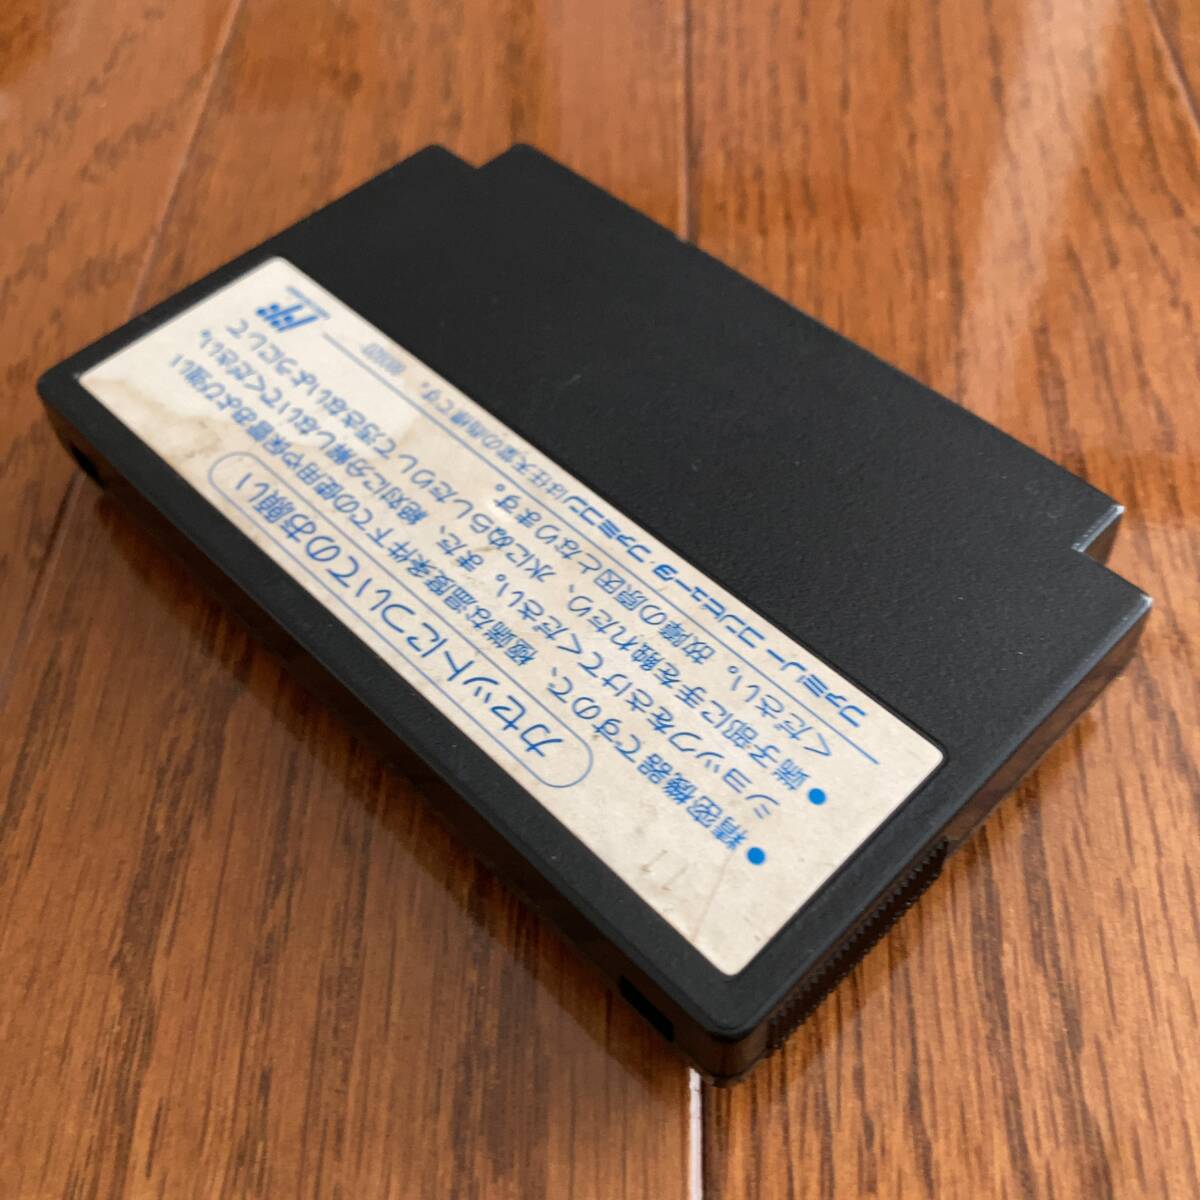 カセットについてのお願い
●精密機器ですので、極端な温度条件下での使用や保管および強い
ショックをさけてください。また、絶対に分解しないでください。
●端子部に手を触れたり、水にぬらしたりして汚さないようにして
ください。故障の原因となります。
ファミリー コンピュータ・ファミコンは任天堂の商標です。
FF